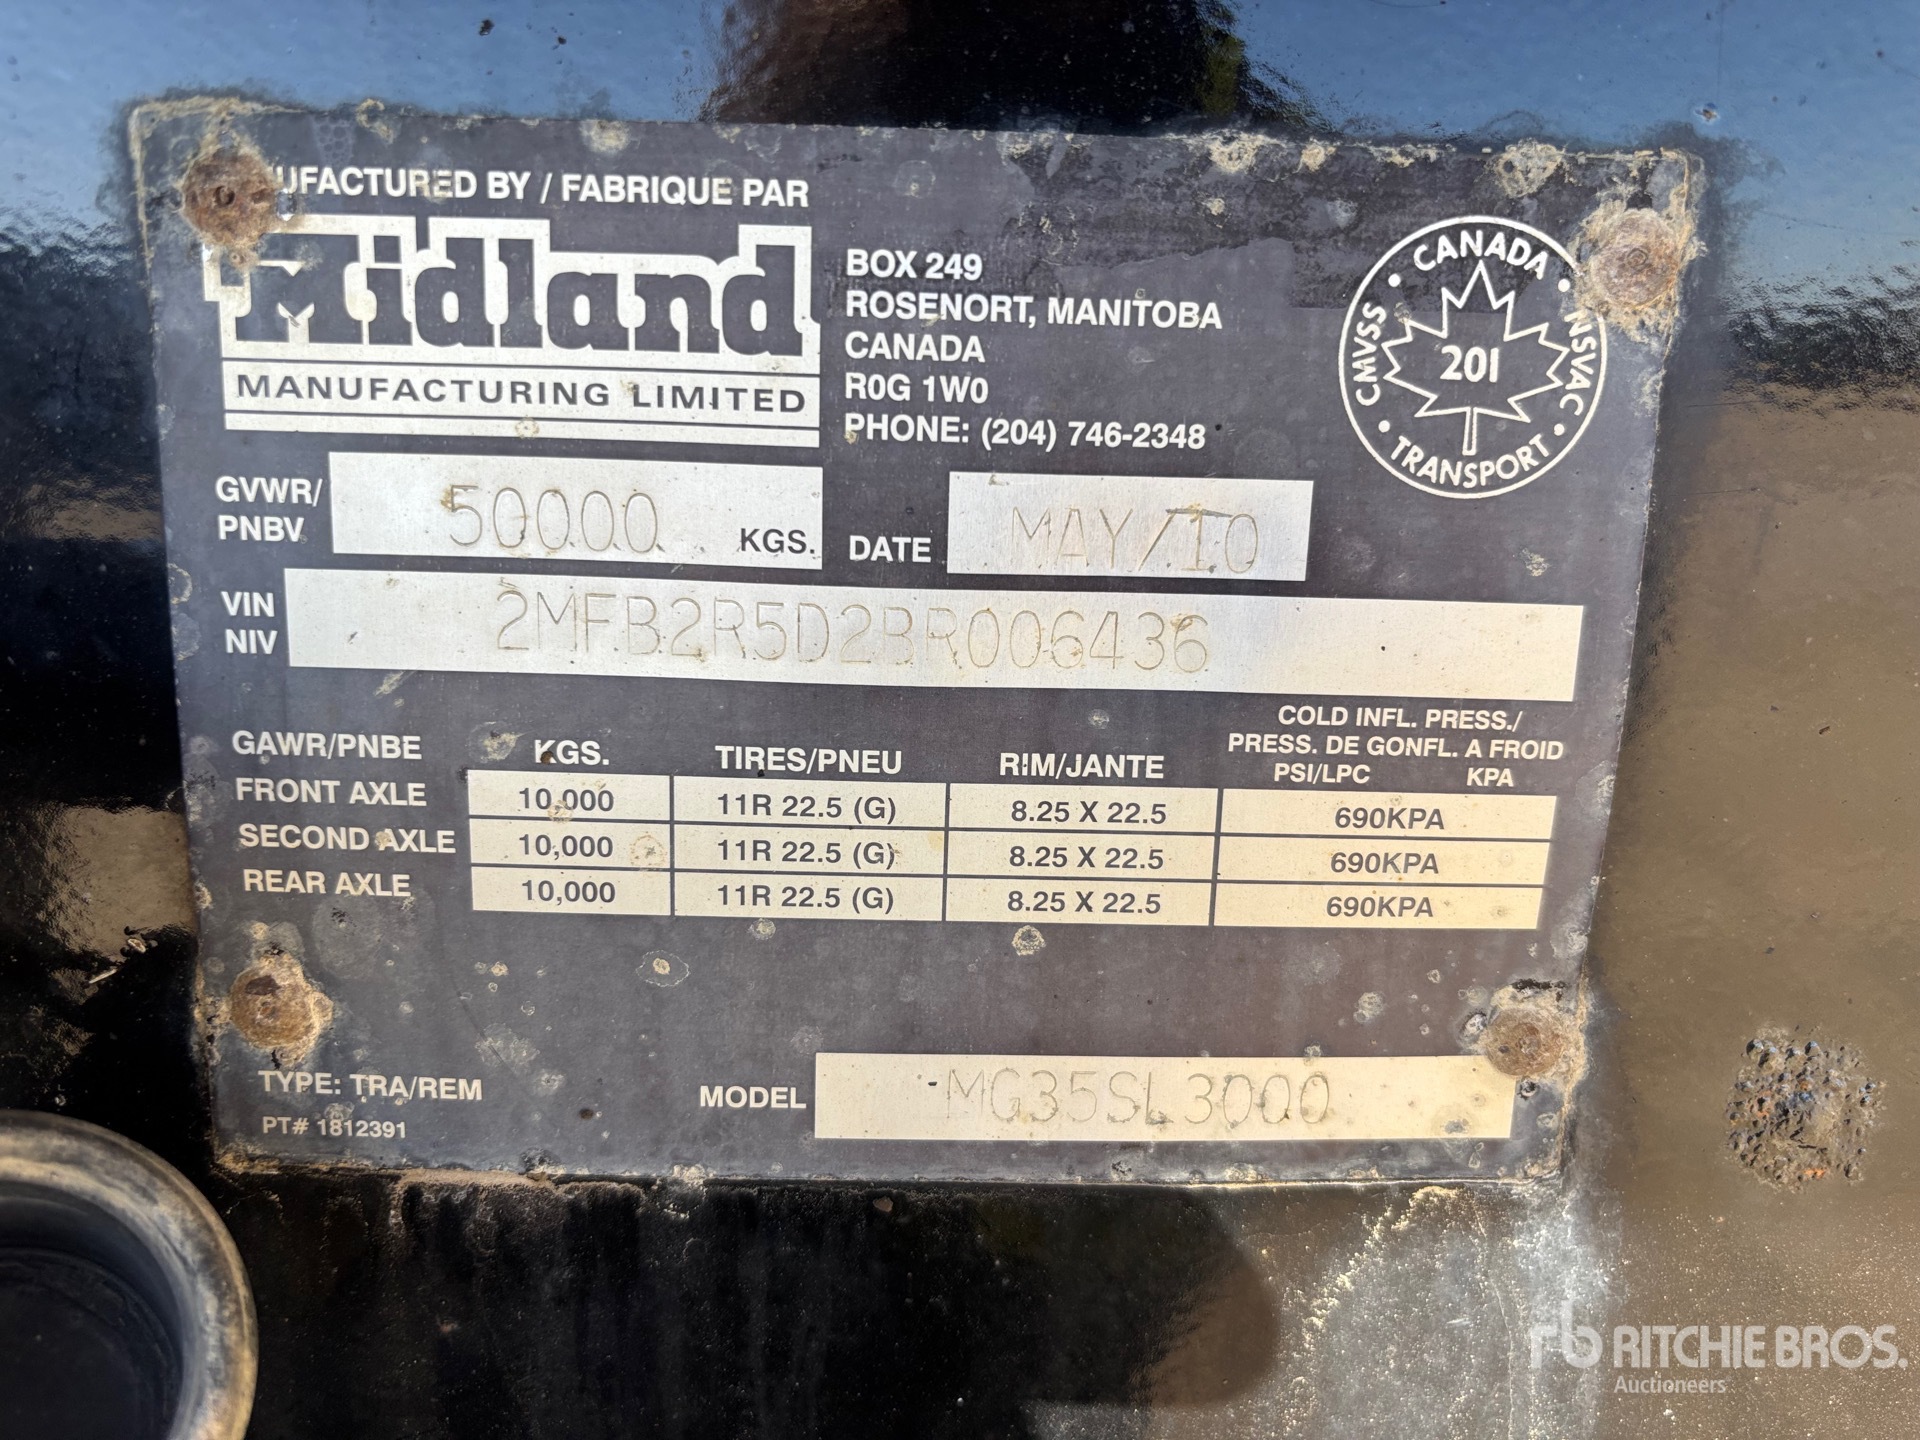 UFACTURED BY / FABRIQUE PAR
Midland
MANUFACTURING LIMITED
BOX 249
ROSENORT, MANITOBA
CANADA
R0G 1W0
PHONE: (204) 746-2348
CANADA
CMVSS • TRANSPORT • NSVAC
201
GVWR/
PNBV
50000 KGS.
DATE MAY/10
VIN
NIV
2MFB2R5D2BR006436
COLD INFL. PRESS./
GAWR/PNBE KGS. TIRES/PNEU RIM/JANTE PRESS. DE GONFL. A FROID
PSI/LPC KPA
FRONT AXLE 10,000 11R 22.5 (G) 8.25 X 22.5 690KPA
SECOND AXLE 10,000 11R 22.5 (G) 8.25 X 22.5 690KPA
REAR AXLE 10,000 11R 22.5 (G) 8.25 X 22.5 690KPA
TYPE: TRA/REM
MODEL MG35SL3000
PT# 1812391
rb RITCHIE BROS.
Auctioneers